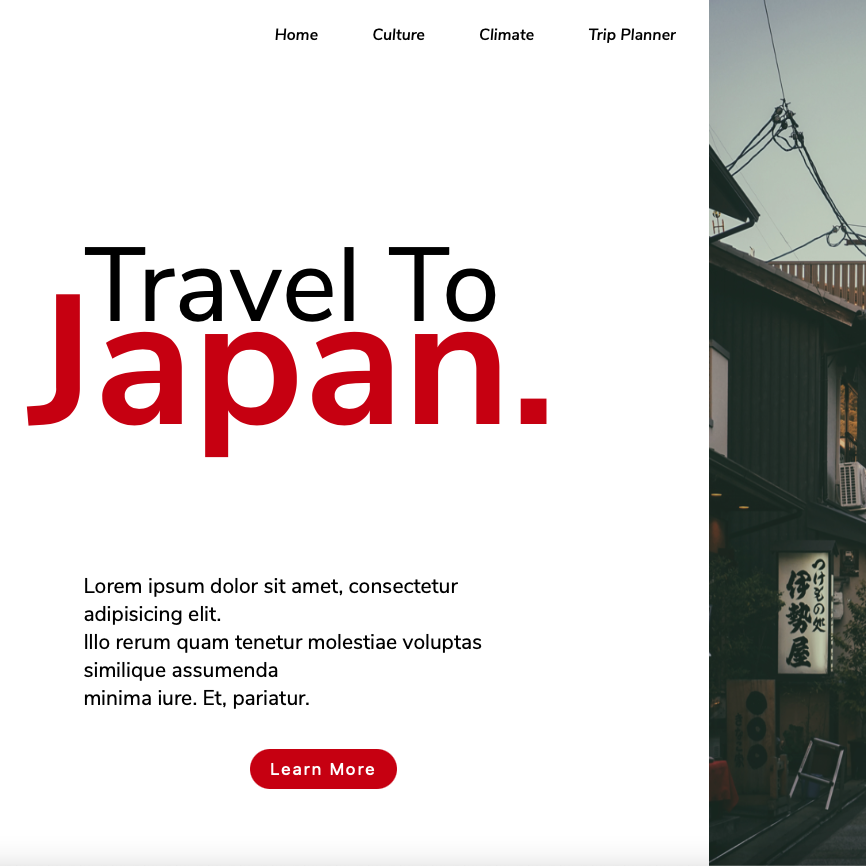 Home Culture Climate Trip Planner
Travel To
Japan.
Lorem ipsum dolor sit amet, consectetur
adipisicing elit.
Illo rerum quam tenetur molestiae voluptas
similique assumenda
minima iure. Et, pariatur.
Learn More
つけもの処
伊勢屋